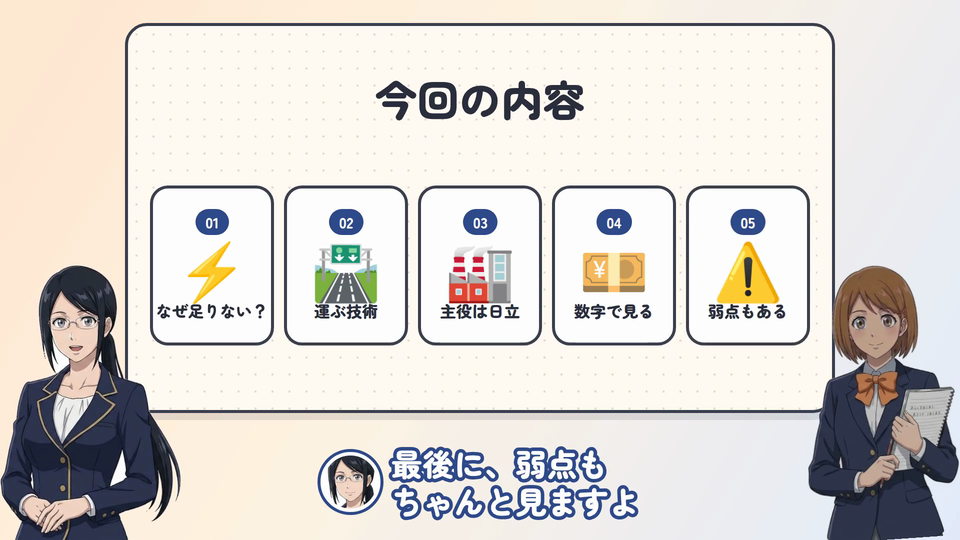 今回の内容
01
なぜ足りない?
02
運ぶ技術
03
主役は日立
04
¥
数字で見る
05
弱点もある
最後に、弱点も
ちゃんと見ますよ